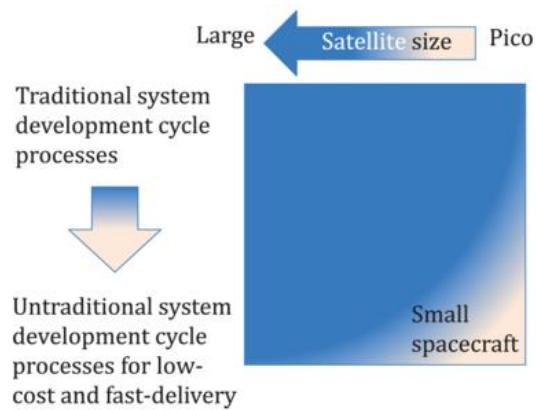 Large
Satellite size
Pico
Traditional system
development cycle
processes
Untraditional system
development cycle
processes for low-
cost and fast-delivery
Small
spacecraft